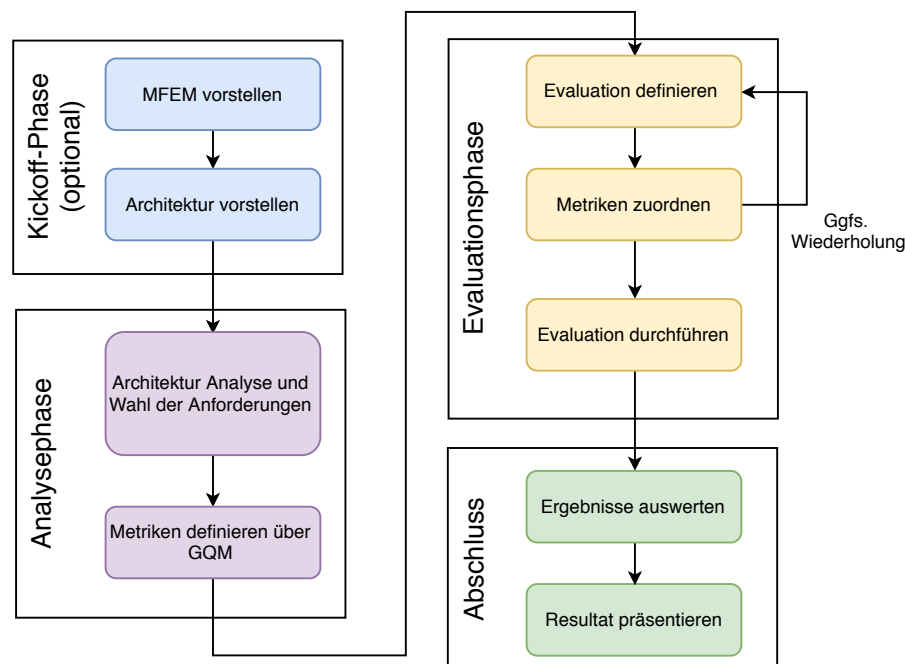 Kickoff-Phase
(optional)
MFEM vorstellen
Architektur vorstellen
Analysephase
Architektur Analyse und
Wahl der Anforderungen
Metriken definieren über
GQM
Evaluationsphase
Evaluation definieren
Metriken zuordnen
Ggfs.
Wiederholung
Evaluation durchführen
Abschluss
Ergebnisse auswerten
Resultat präsentieren